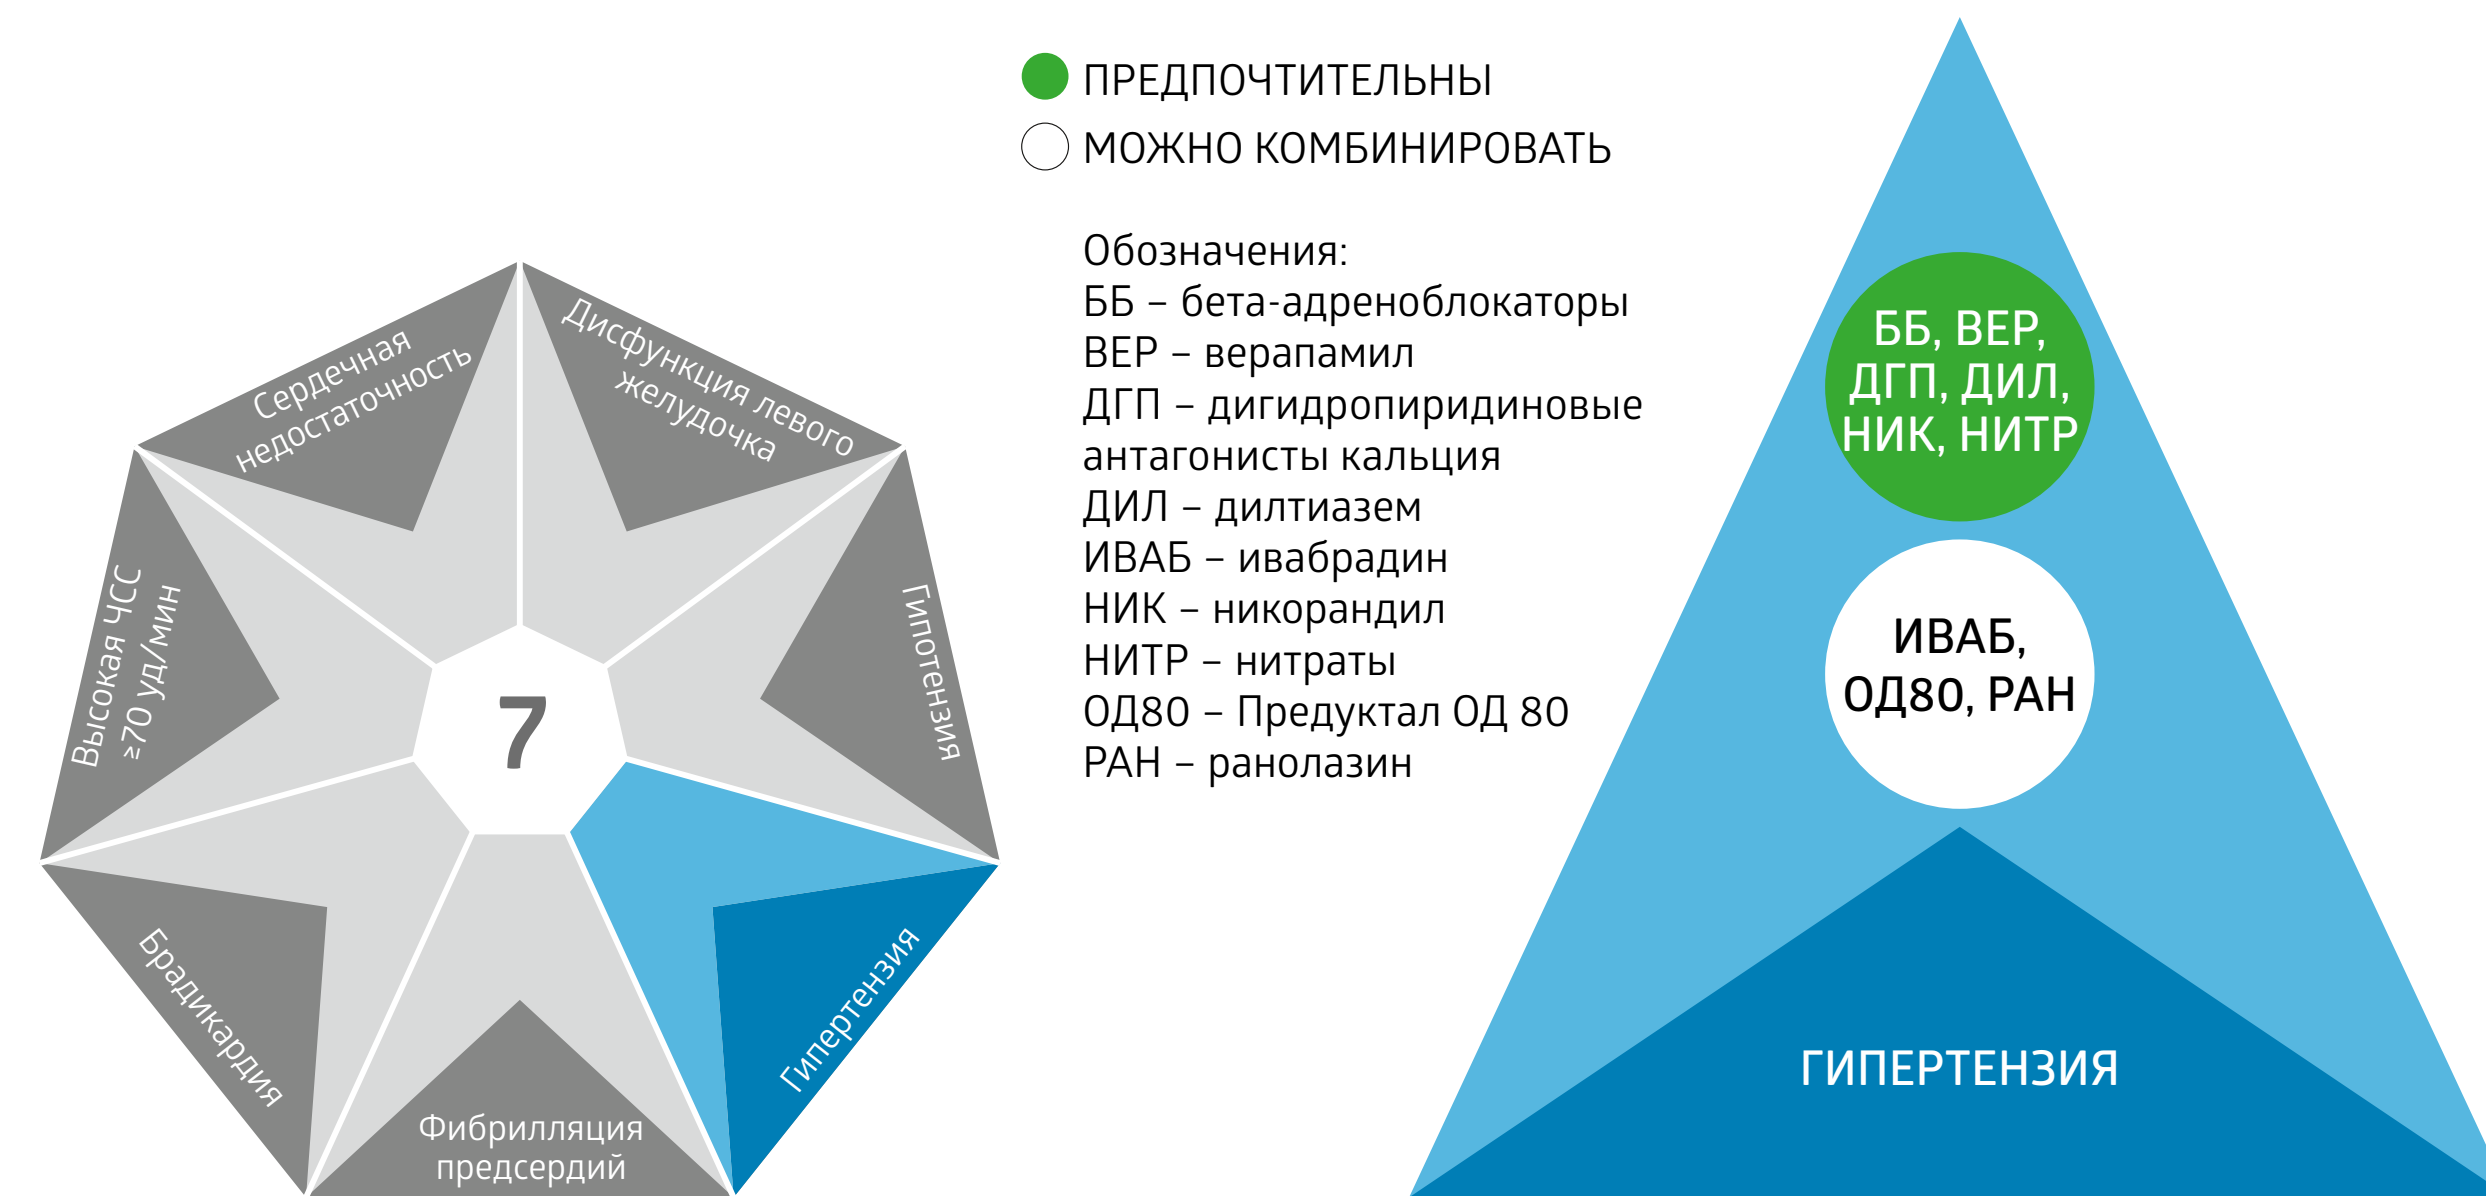 Сердечная
недостаточность
Дисфункция левого
желудочка
Высокая ЧСС
≥70 уд/мин
Гипотензия
7
Брадикардия
Гипертензия
Фибрилляция
предсердий
ПРЕДПОЧТИТЕЛЬНЫ
МОЖНО КОМБИНИРОВАТЬ
Обозначения:
ББ – бета-адреноблокаторы
ВЕР – верапамил
ДГП – дигидропиридиновые
антагонисты кальция
ДИЛ – дилтиазем
ИВАБ – ивабрадин
НИК – никорандил
НИТР – нитраты
ОД80 – Предуктал ОД 80
РАН – ранолазин
ББ, ВЕР,
ДГП, ДИЛ,
НИК, НИТР
ИВАБ,
ОД80, РАН
ГИПЕРТЕНЗИЯ